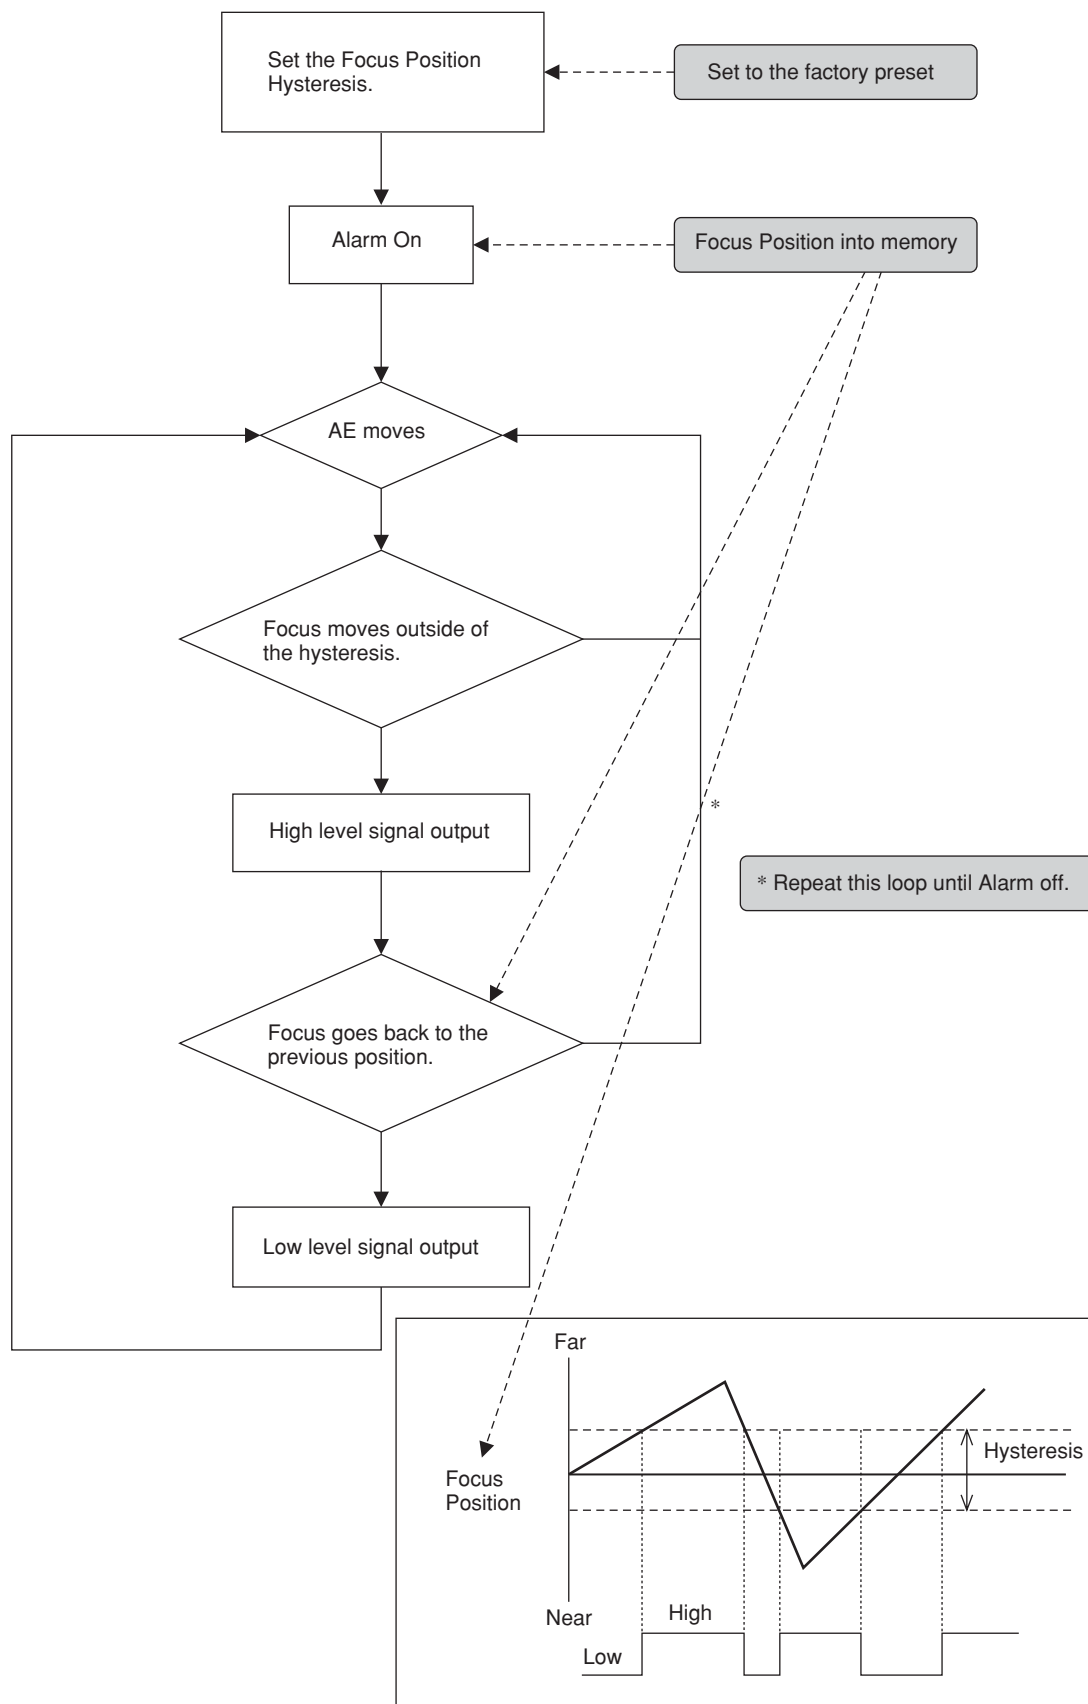 Set the Focus Position
Hysteresis.
Set to the factory preset
Alarm On
Focus Position into memory
AE moves
Focus moves outside of
the hysteresis.
High level signal output
*
* Repeat this loop until Alarm off.
Focus goes back to the
previous position.
Low level signal output
Far
Hysteresis
Focus
Position
Near
High
Low